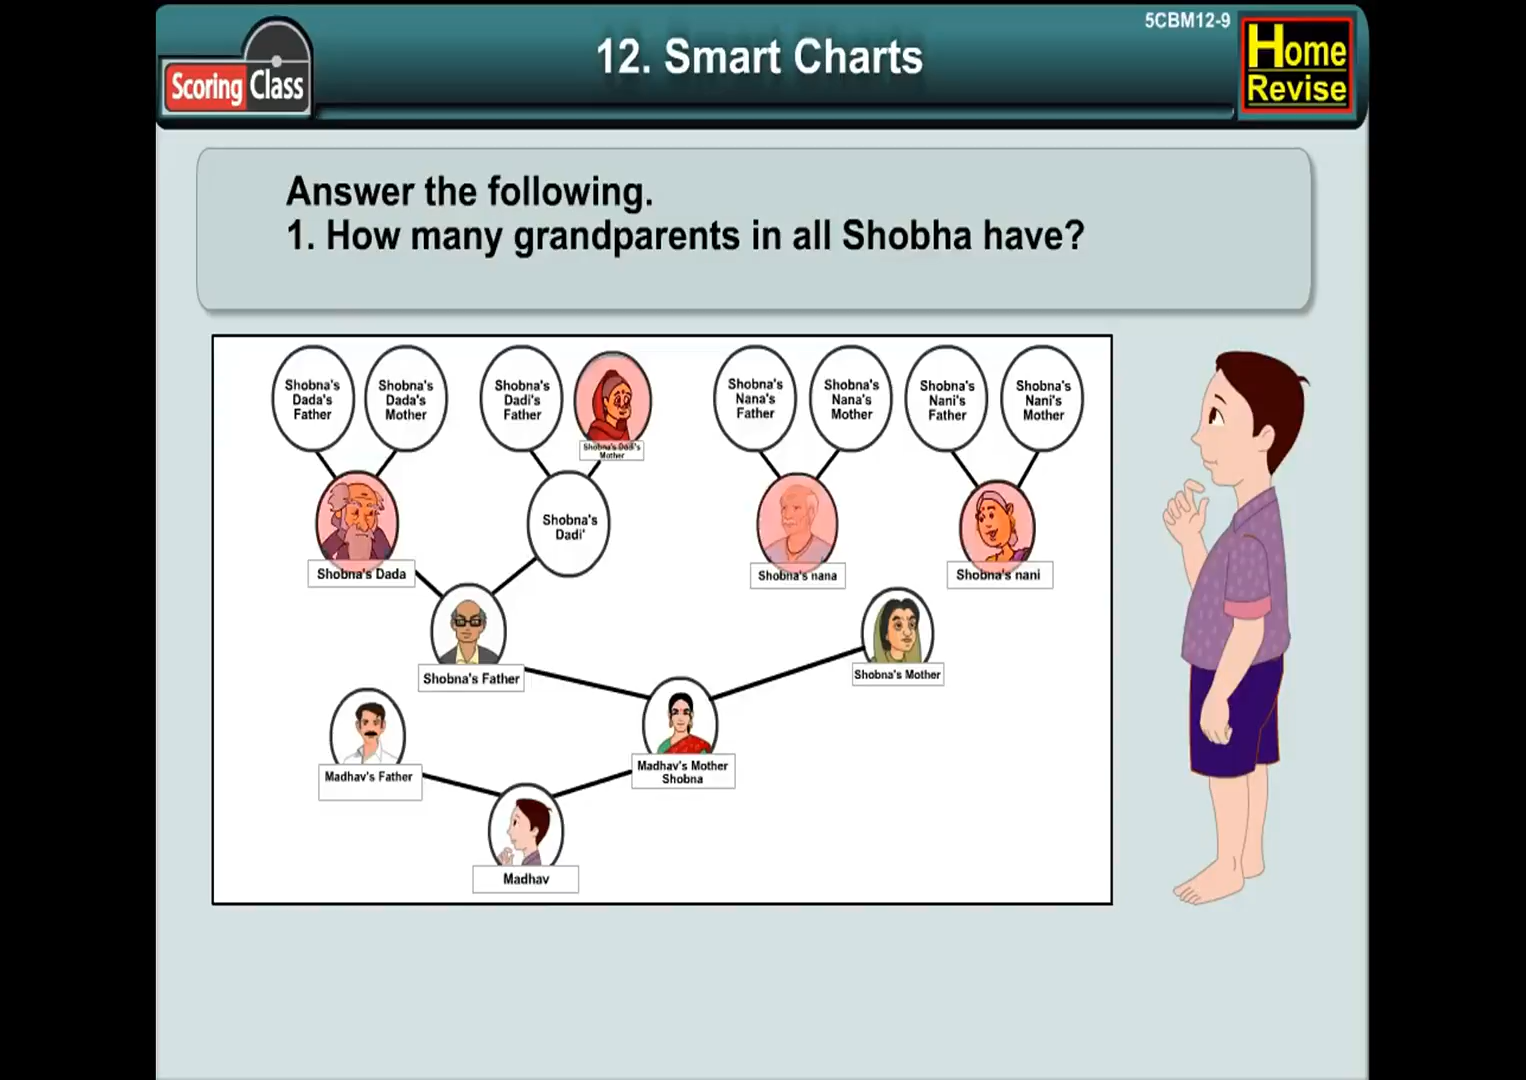 5CBM12-9
Scoring Class
12. Smart Charts
Home
Revise
Answer the following.
1. How many grandparents in all Shobha have?
Shobna's
Dada's
Father
Shobna's
Dada's
Mother
Shobna's
Dadi's
Father
Shobna's Dadi's
Mother
Shobna's
Nana's
Father
Shobna's
Nana's
Mother
Shobna's
Nani's
Father
Shobna's
Nani's
Mother
Shobna's Dada
Shobna's
Dadi'
Shobna's nana
Shobna's nani
Shobna's Father
Shobna's Mother
Madhav's Father
Madhav's Mother
Shobna
Madhav